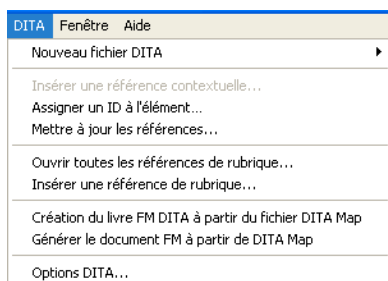 DITA Fenêtre Aide
Nouveau fichier DITA
Insérer une référence contextuelle...
Assigner un ID à l'élément...
Mettre à jour les références...
Ouvrir toutes les références de rubrique...
Insérer une référence de rubrique...
Création du livre FM DITA à partir du fichier DITA Map
Générer le document FM à partir de DITA Map
Options DITA...